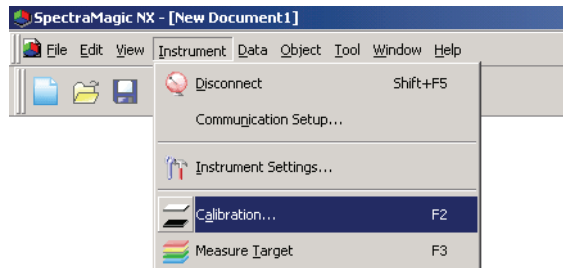 SpectraMagic NX - [New Document1]
File Edit View Instrument Data Object Tool Window Help
Disconnect Shift+F5
Communication Setup...
Instrument Settings...
Calibration... F2
Measure Target F3